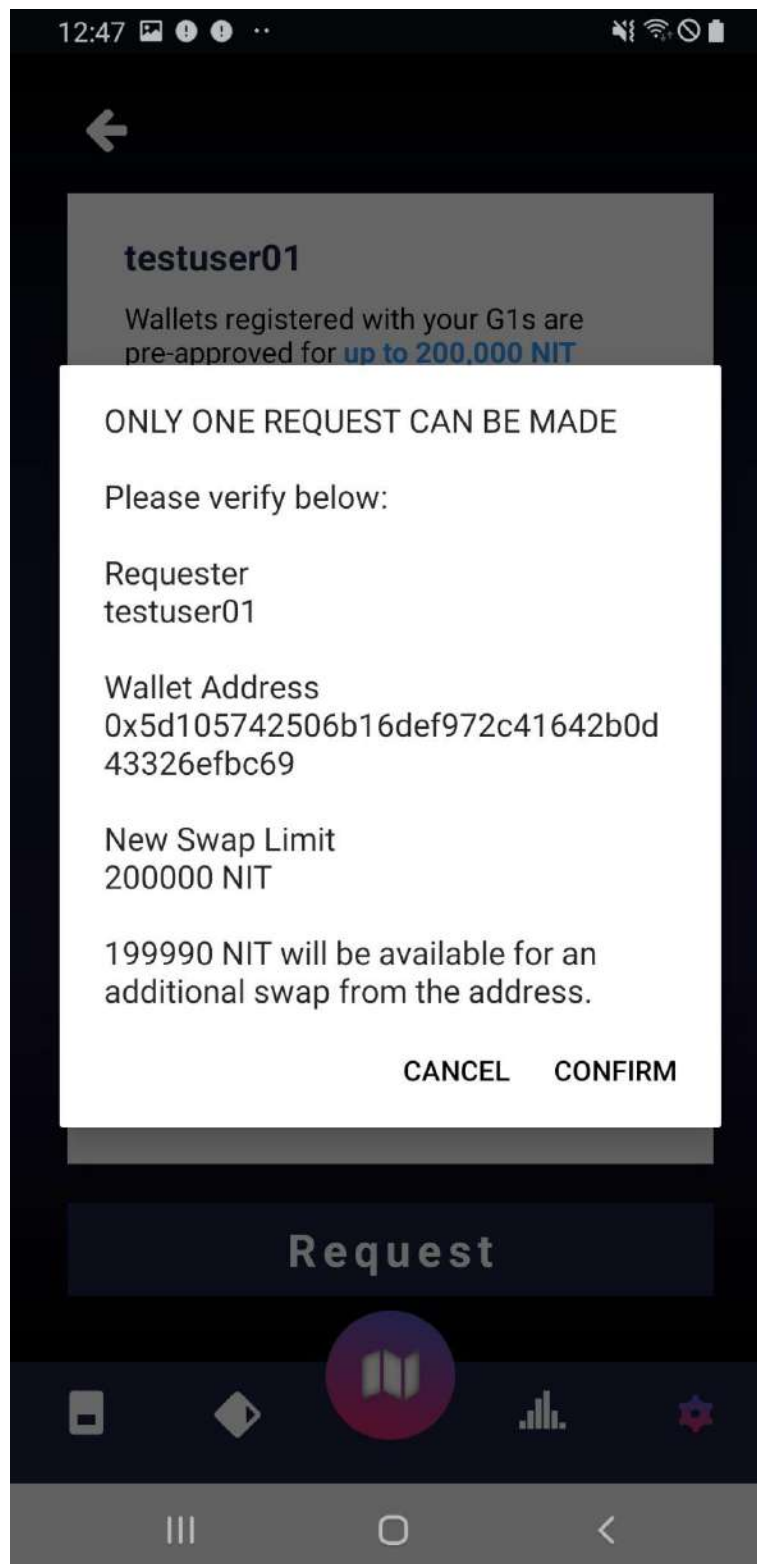 12:47
testuser01
Wallets registered with your G1s are
pre-approved for up to 200,000 NIT
ONLY ONE REQUEST CAN BE MADE
Please verify below:
Requester
testuser01
Wallet Address
0x5d105742506b16def972c41642b0d
43326efbc69
New Swap Limit
200000 NIT
199990 NIT will be available for an
additional swap from the address.
CANCEL CONFIRM
Request